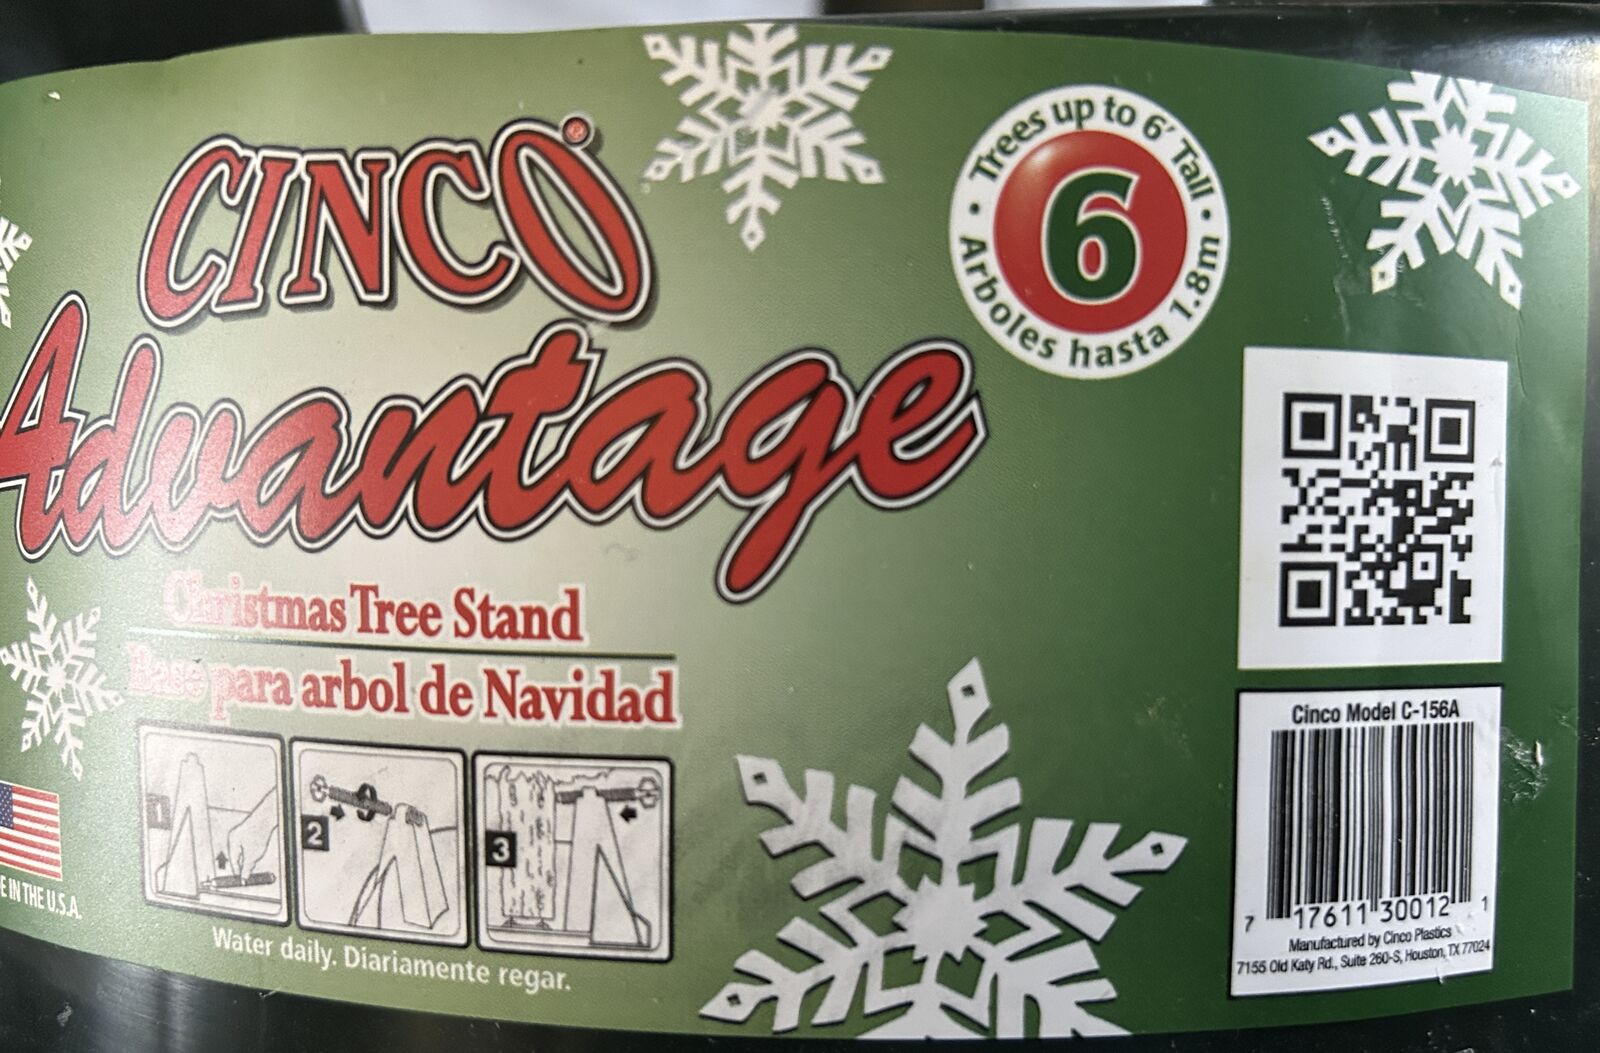 CINCO®
Advantage
Christmas Tree Stand
Base para arbol de Navidad
1
2
3
Water daily. Diariamente regar.
E IN THE U.S.A.
• Trees up to 6' Tall •
6
Arboles hasta 1.8m
Cinco Model C-156A
7 17611 30012 1
Manufactured by Cinco Plastics
7155 Old Katy Rd., Suite 260-S, Houston, TX 77024